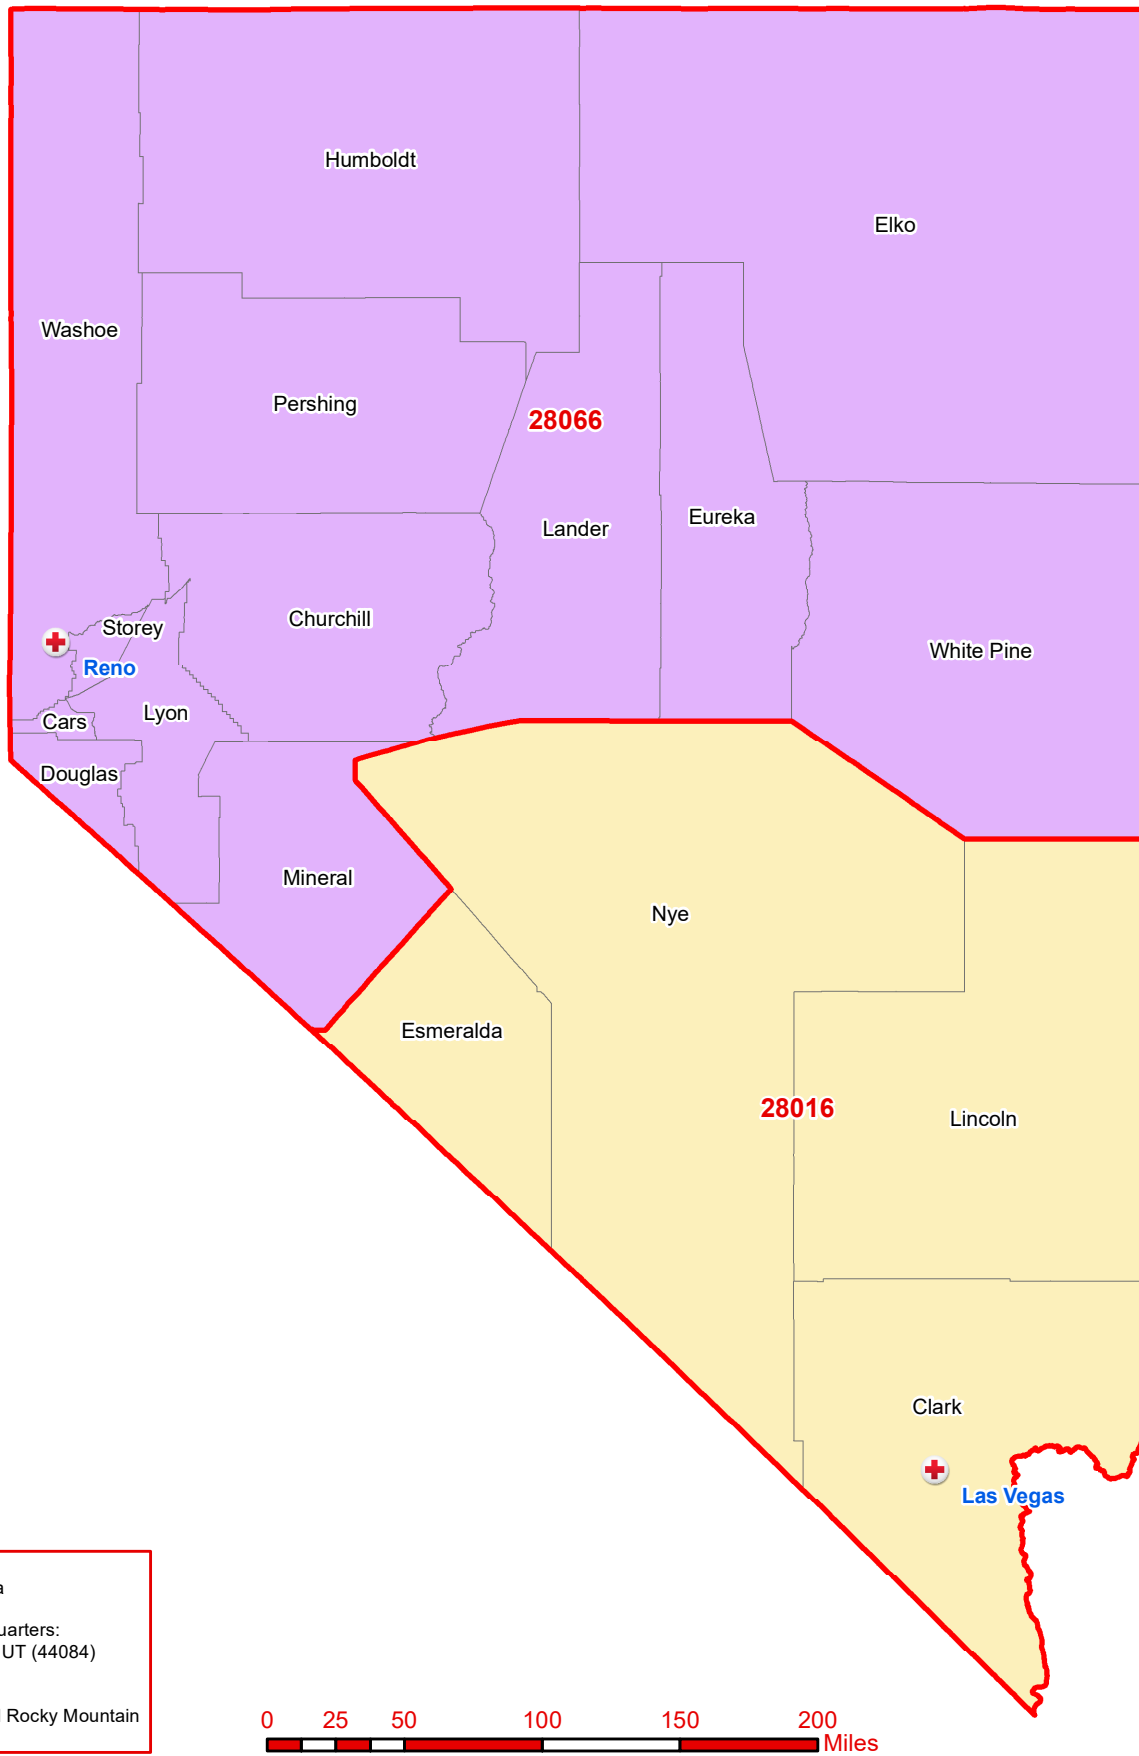 Humboldt
Elko
Washoe
Pershing
28066
Lander
Eureka
Churchill
Storey
White Pine
Reno
Lyon
Cars
Douglas
Mineral
Nye
Esmeralda
28016
Lincoln
Clark
Las Vegas
a
uarters:
UT (44084)
l Rocky Mountain
0 25 50 100 150 200
Miles